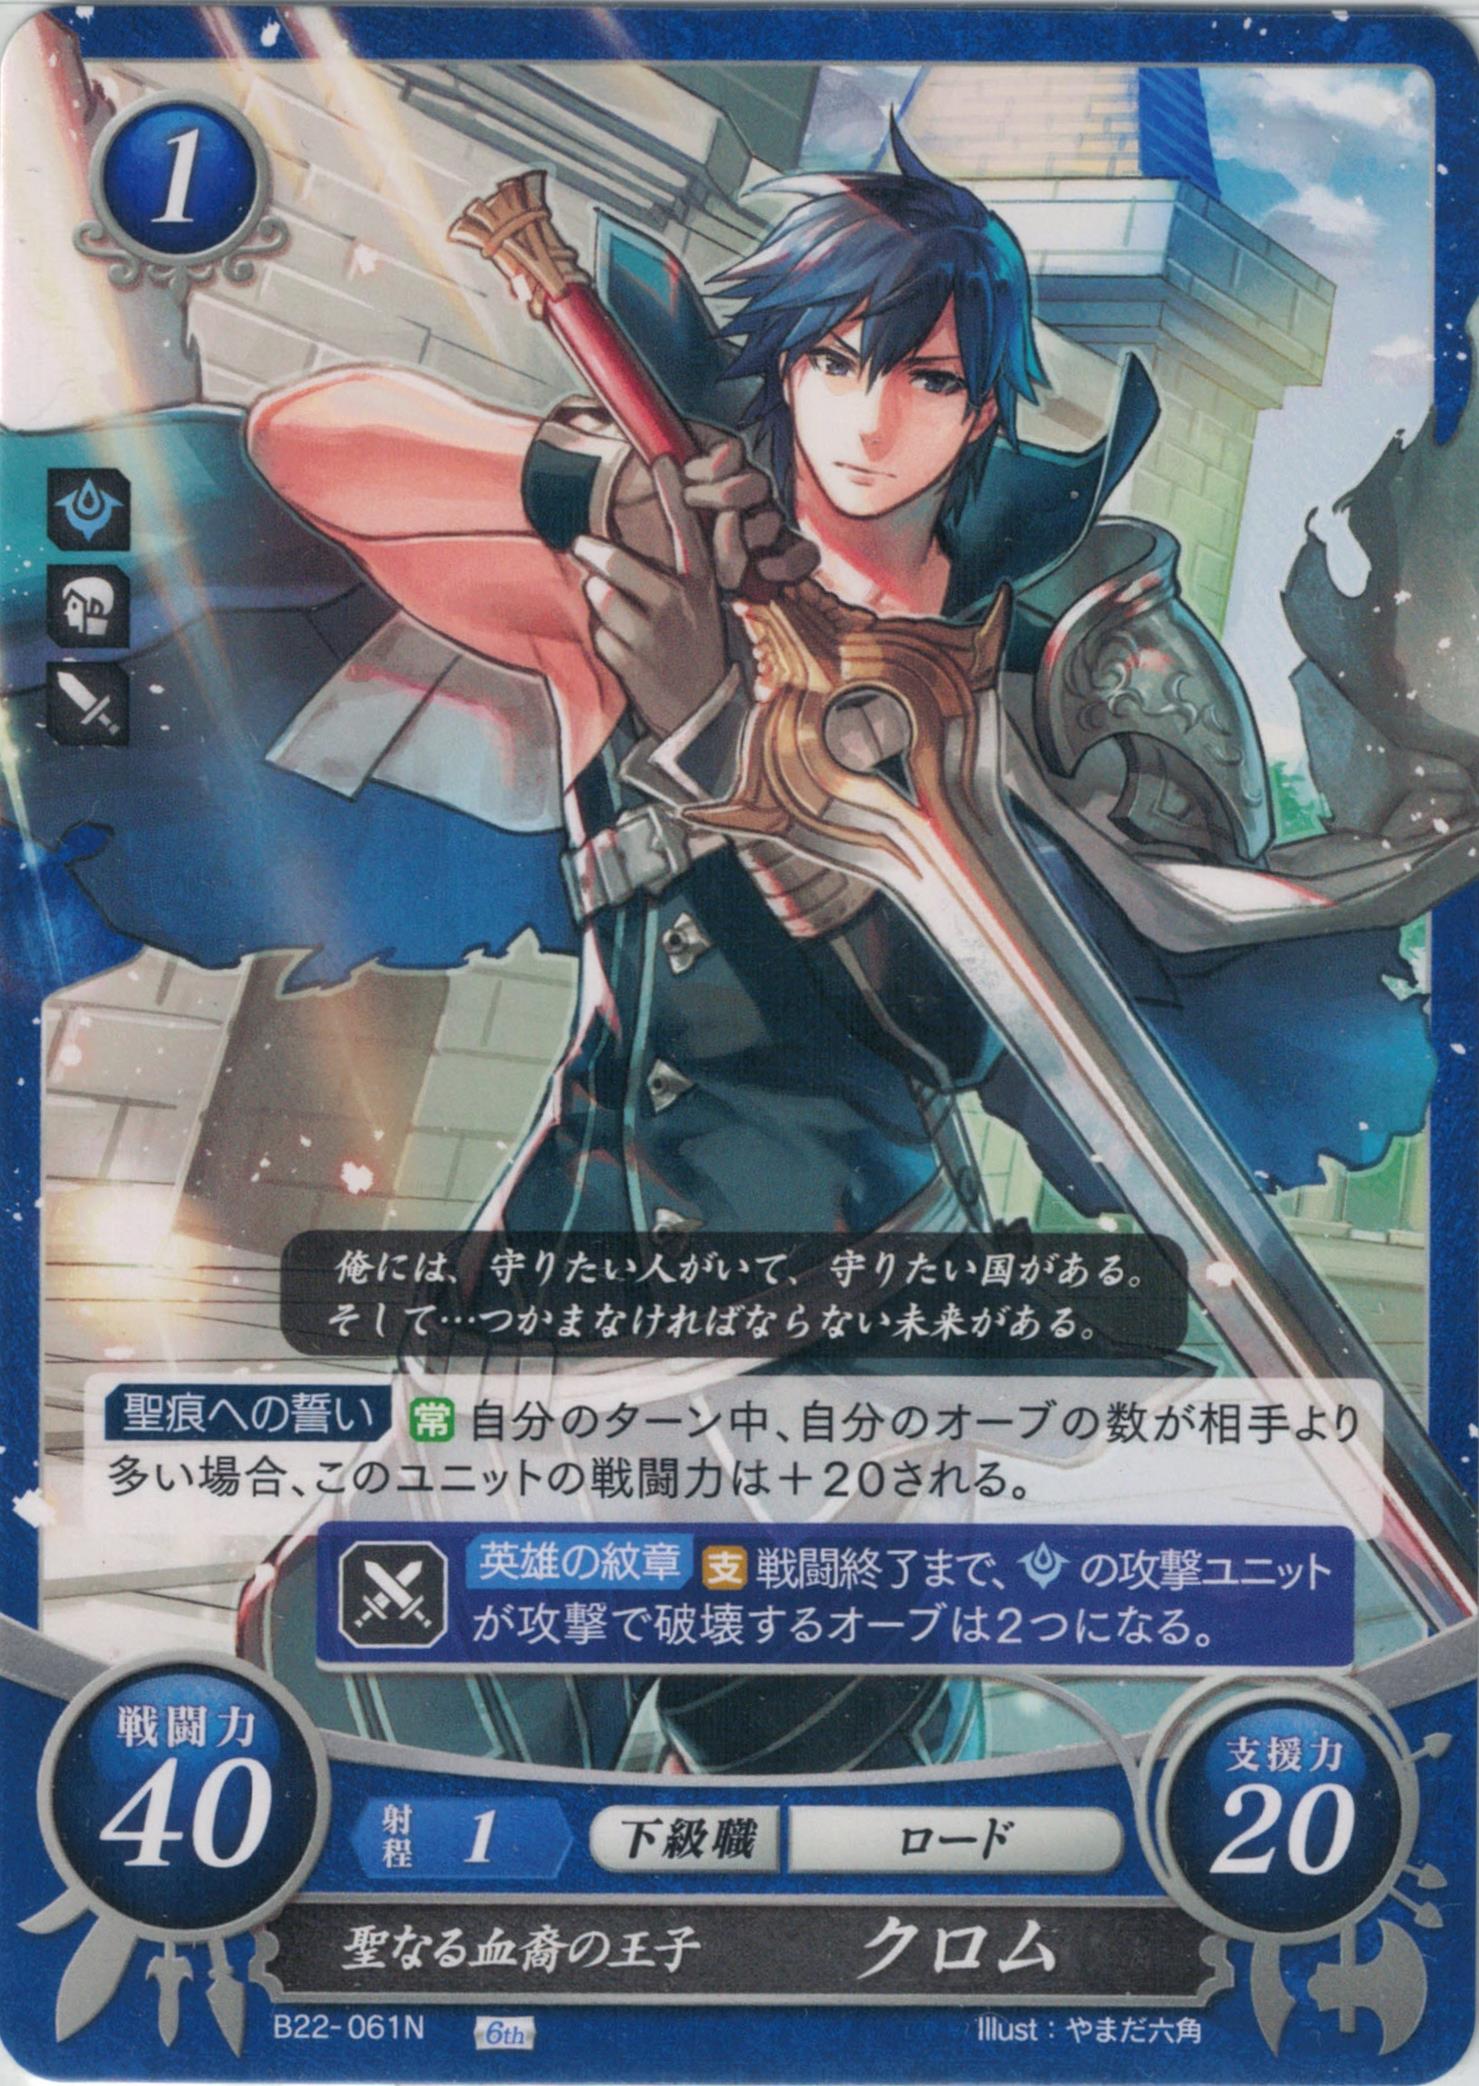 1
俺には、守りたい人がいて、守りたい国がある。
そして…つかまなければならない未来がある。
聖痕への誓い 常 自分のターン中、自分のオーブの数が相手より
多い場合、このユニットの戦闘力は＋20される。
英雄の紋章 支 戦闘終了まで、の攻撃ユニット
が攻撃で破壊するオーブは2つになる。
戦闘力
40
射程 1
下級職
ロード
支援力
20
聖なる血裔の王子 クロム
B22-061N 6th
Illust：やまだ六角